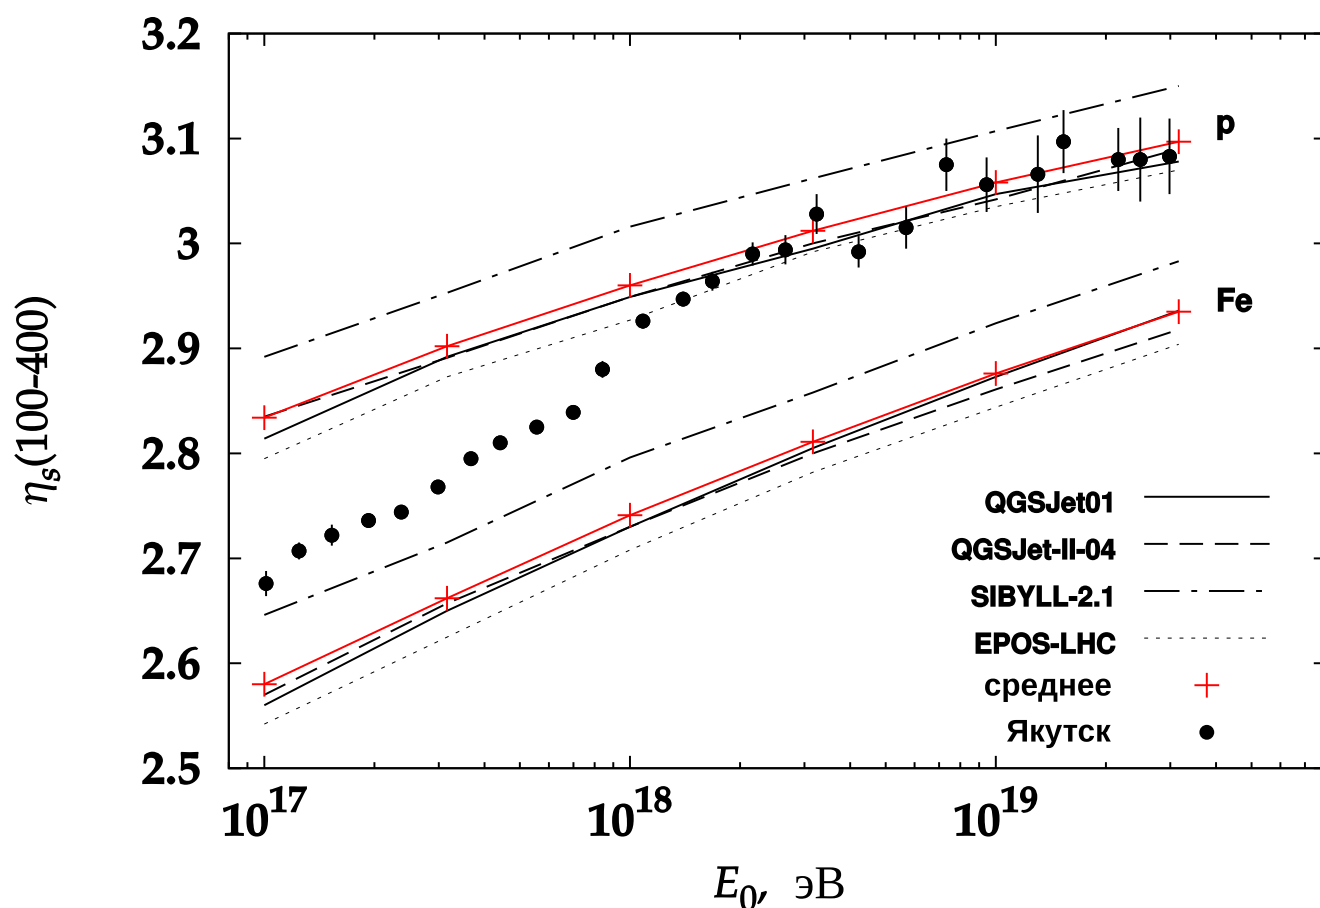 3.2
3.1
3
2.9
2.8
2.7
2.6
2.5
η_s(100-400)
p
Fe
QGSJet01
QGSJet-II-04
SIBYLL-2.1
EPOS-LHC
среднее
Якутск
10^17 10^18 10^19
E_0, эВ